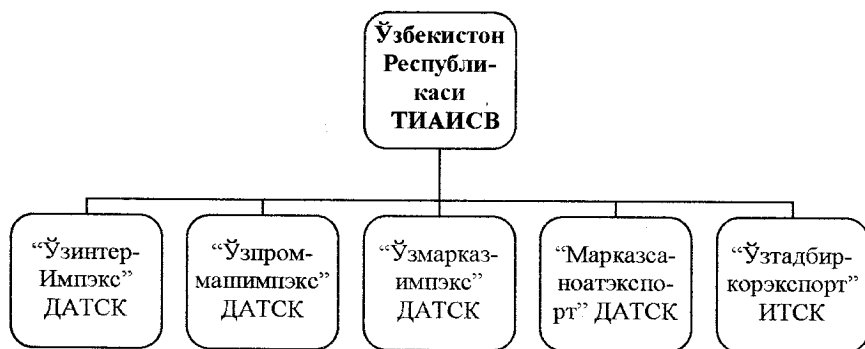 Ўзбекистон
Республи-
каси
ТИАИСВ
“Ўзинтер-
Импэкс”
ДАТСК
“Ўзпром-
машимпэкс”
ДАТСК
“Ўзмарказ-
импэкс”
ДАТСК
“Марказса-
ноатэкспо-
рт” ДАТСК
“Ўзтадбир-
корэкспорт”
ИТСК